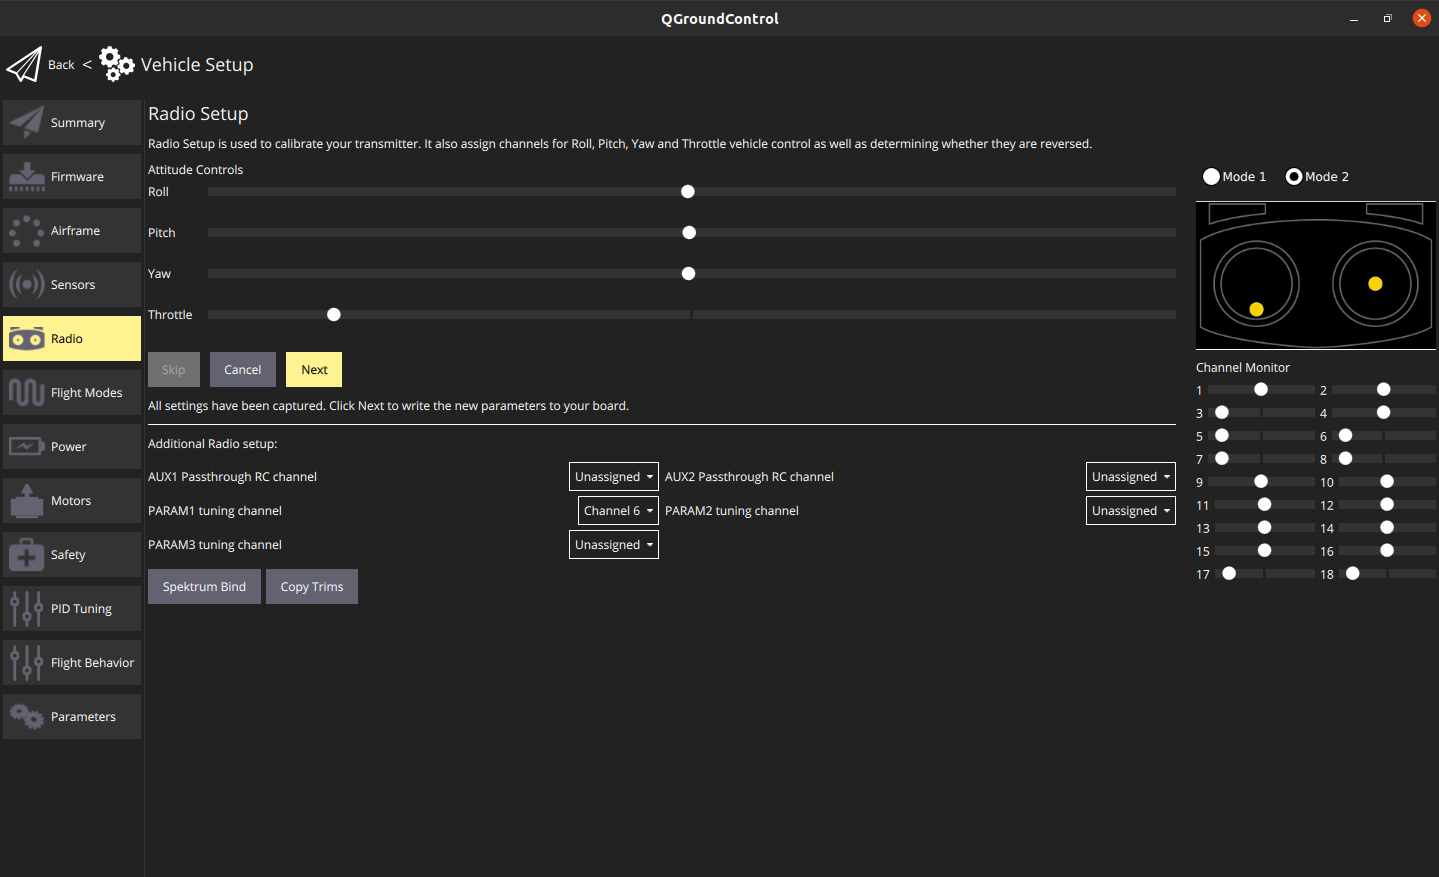 QGroundControl
Back < Vehicle Setup
Summary
Firmware
Airframe
Sensors
Radio
Flight Modes
Power
Motors
Safety
PID Tuning
Flight Behavior
Parameters
Radio Setup
Radio Setup is used to calibrate your transmitter. It also assign channels for Roll, Pitch, Yaw and Throttle vehicle control as well as determining whether they are reversed.
Attitude Controls
Roll
Pitch
Yaw
Throttle
Skip Cancel Next
All settings have been captured. Click Next to write the new parameters to your board.
Additional Radio setup:
AUX1 Passthrough RC channel Unassigned AUX2 Passthrough RC channel Unassigned
PARAM1 tuning channel Channel 6 PARAM2 tuning channel Unassigned
PARAM3 tuning channel Unassigned
Spektrum Bind Copy Trims
Mode 1 Mode 2
Channel Monitor
1 2
3 4
5 6
7 8
9 10
11 12
13 14
15 16
17 18